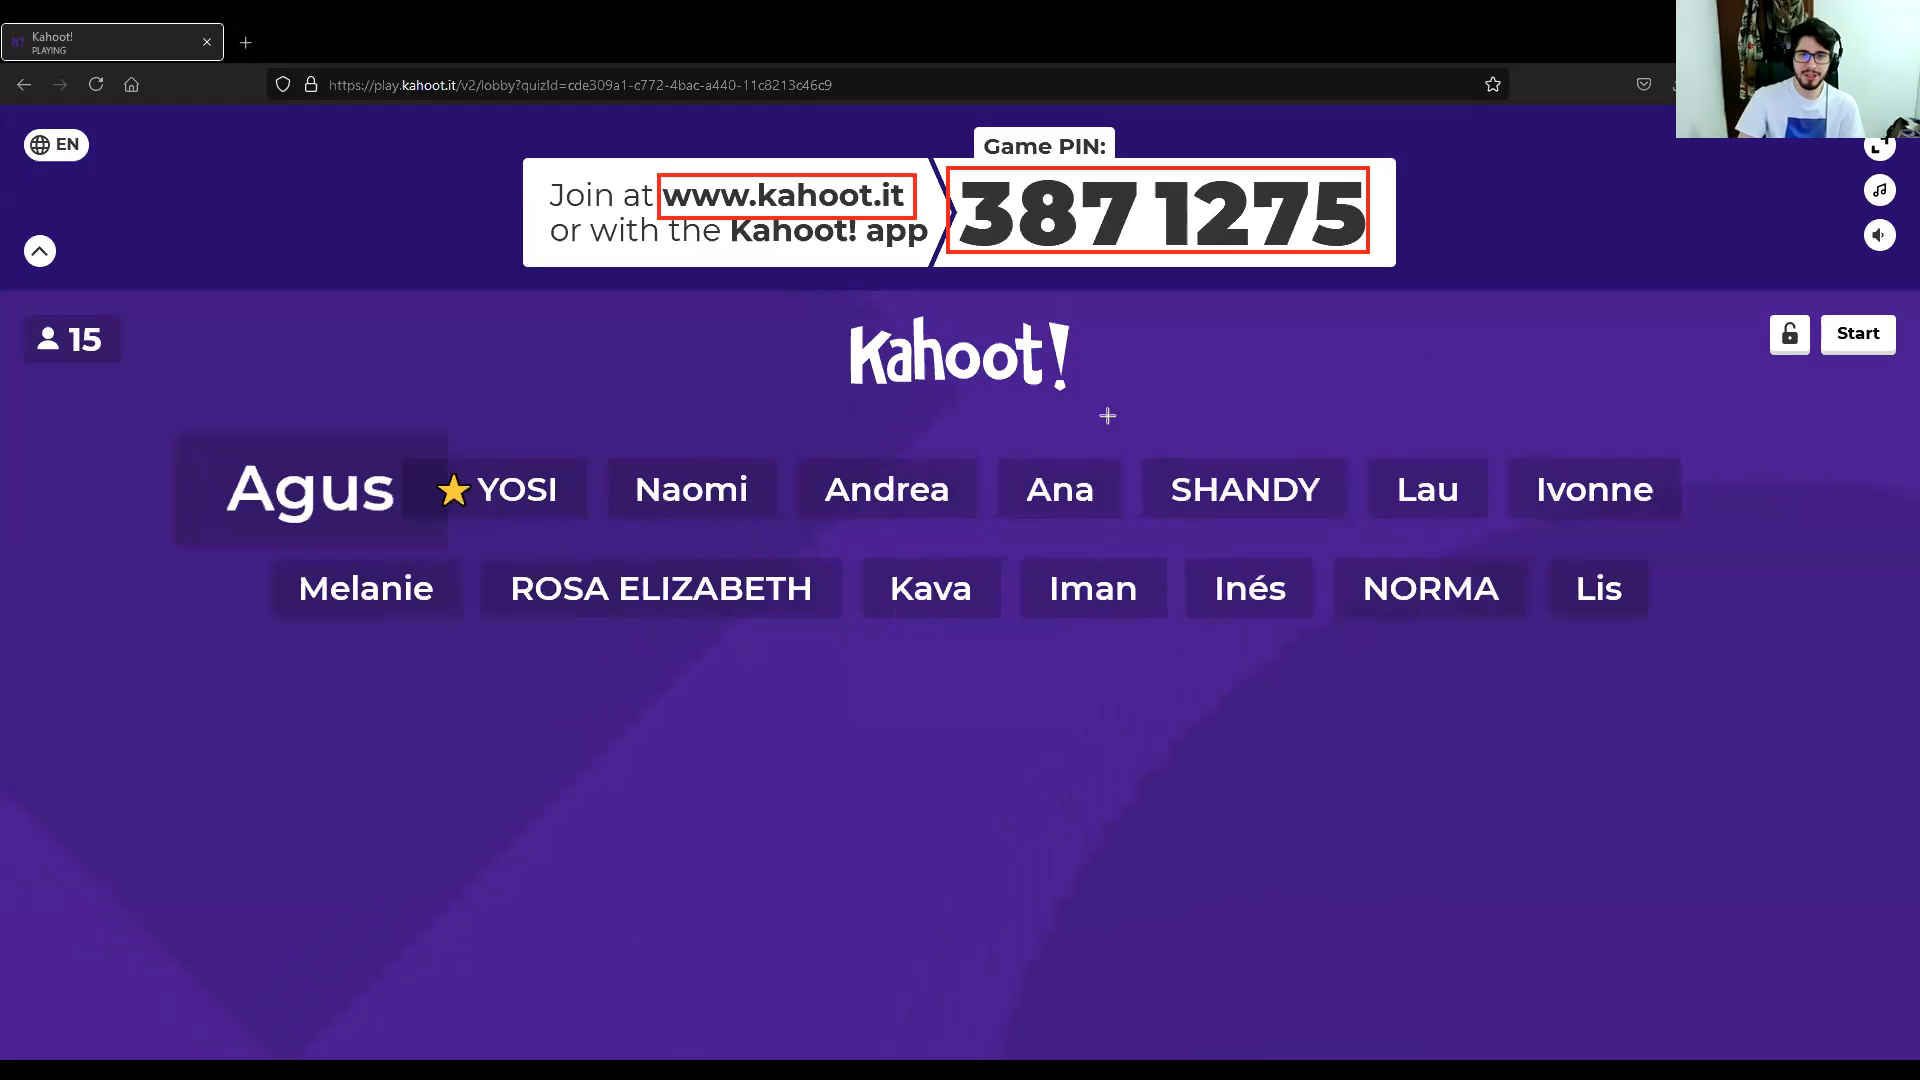 Kahoot!
PLAYING
https://play.kahoot.it/v2/lobby?quizId=cde309a1-c772-4bac-a440-11c8213c46c9
EN
Game PIN:
Join at www.kahoot.it
or with the Kahoot! app
387 1275
15
Kahoot!
Start
Agus YOSI Naomi Andrea Ana SHANDY Lau Ivonne
Melanie ROSA ELIZABETH Kava Iman Inés NORMA Lis